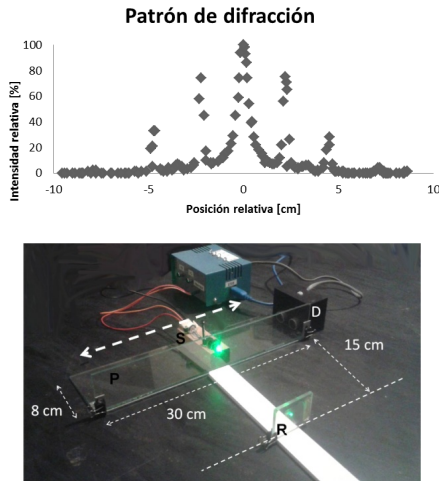 Patrón de difracción
Intensidad relativa [%]
100
80
60
40
20
0
-10
-5
0
5
10
Posición relativa [cm]
S
D
P
15 cm
8 cm
30 cm
R